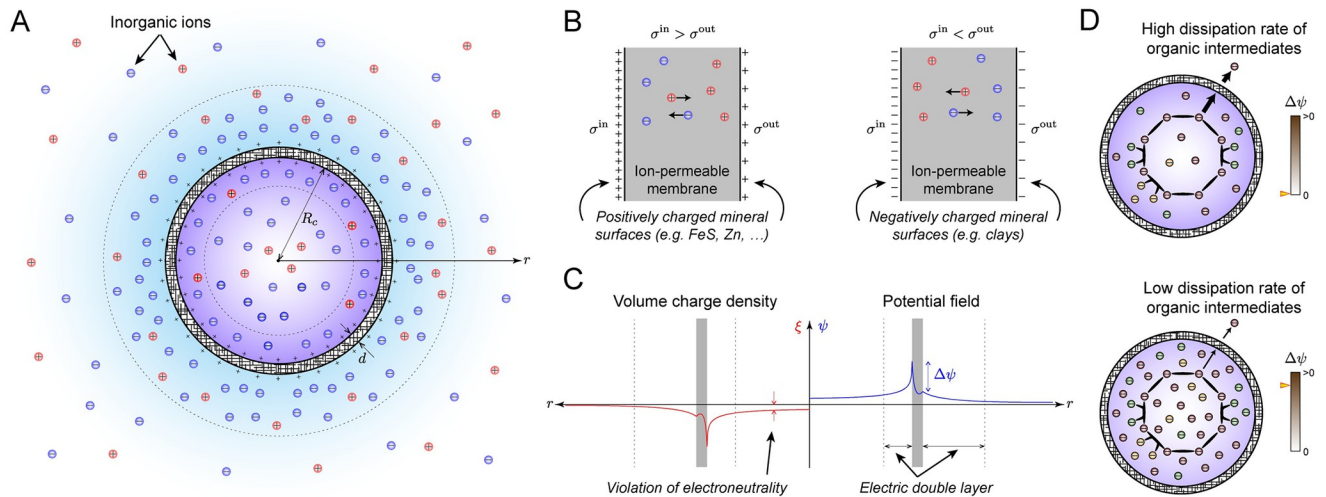 A
Inorganic ions
R_c
d
r
B
σ^in > σ^out
σ^in
σ^out
Ion-permeable
membrane
Positively charged mineral
surfaces (e.g. FeS, Zn, ...)
σ^in < σ^out
σ^in
σ^out
Ion-permeable
membrane
Negatively charged mineral
surfaces (e.g. clays)
C
Volume charge density
Potential field
ξ
ψ
Δψ
r
r
Violation of electroneutrality
Electric double layer
D
High dissipation rate of
organic intermediates
Δψ
>0
0
Low dissipation rate of
organic intermediates
Δψ
>0
0